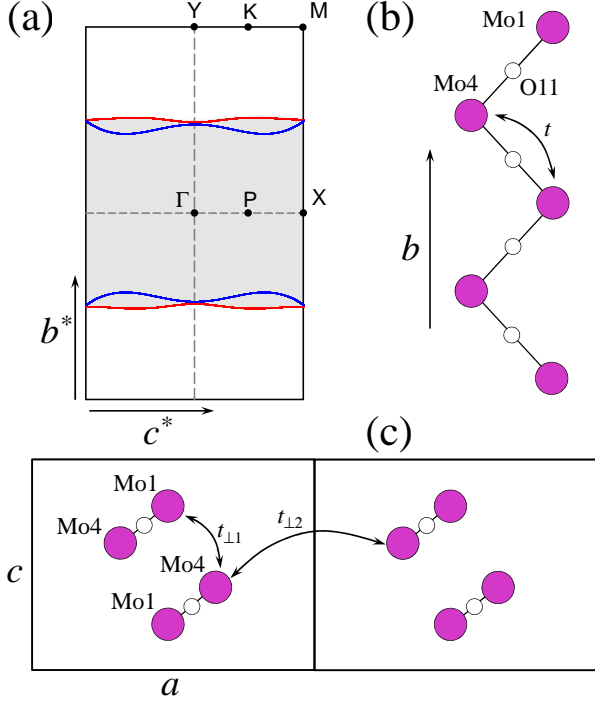 (a)
Y K M
Γ P X
b*
c*
(b)
Mo1
Mo4
O11
t
b
(c)
Mo1
Mo4
t⊥1
t⊥2
Mo4
Mo1
c
a